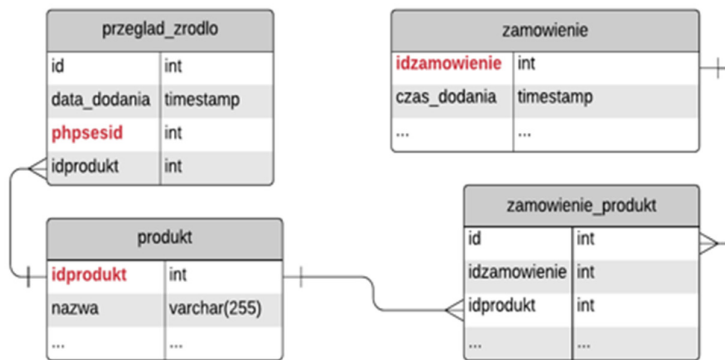 przeglad_zrodlo
id int
data_dodania timestamp
phpsesid int
idprodukt int
zamowienie
idzamowienie int
czas_dodania timestamp
... ...
produkt
idprodukt int
nazwa varchar(255)
... ...
zamowienie_produkt
id int
idzamowienie int
idprodukt int
... ...